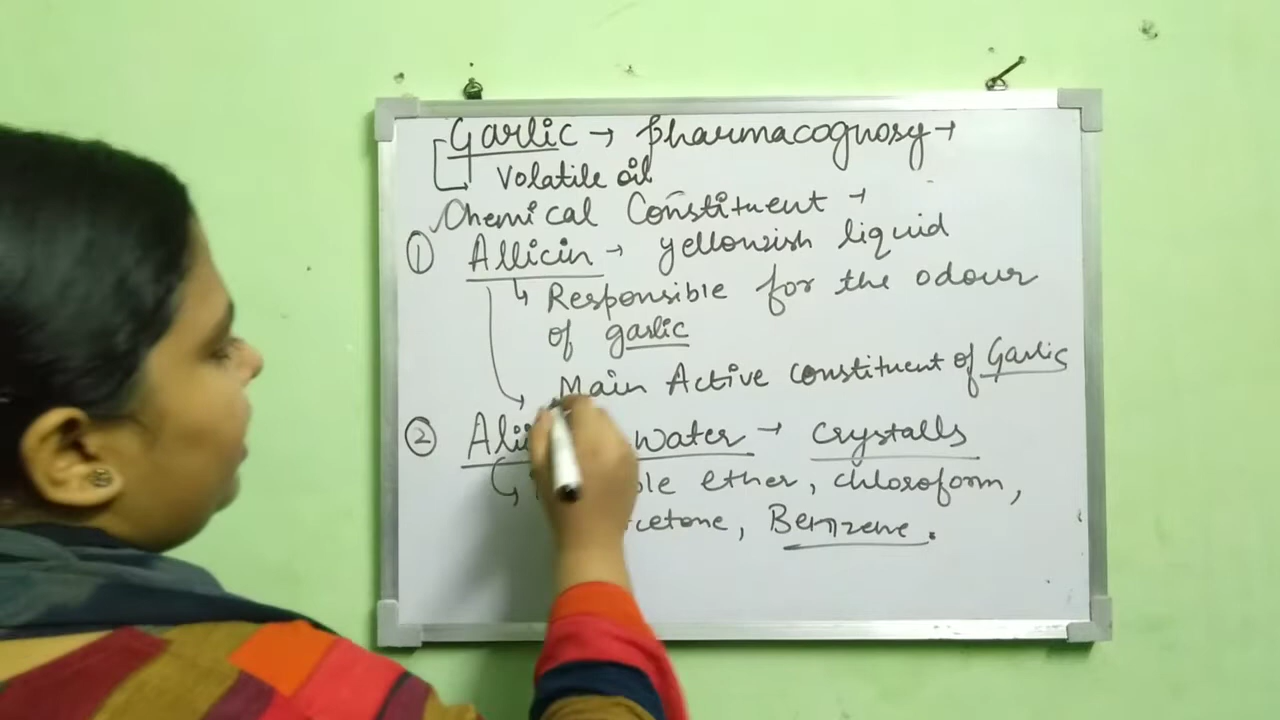 Garlic → Pharmacognosy →
Volatile oil
Chemical Constituent →
① Allicin → yellowish liquid
↳ Responsible for the odour
of garlic
Main Active constituent of Garlic
② water → crystalls
ether, chloroform,
Benzene.